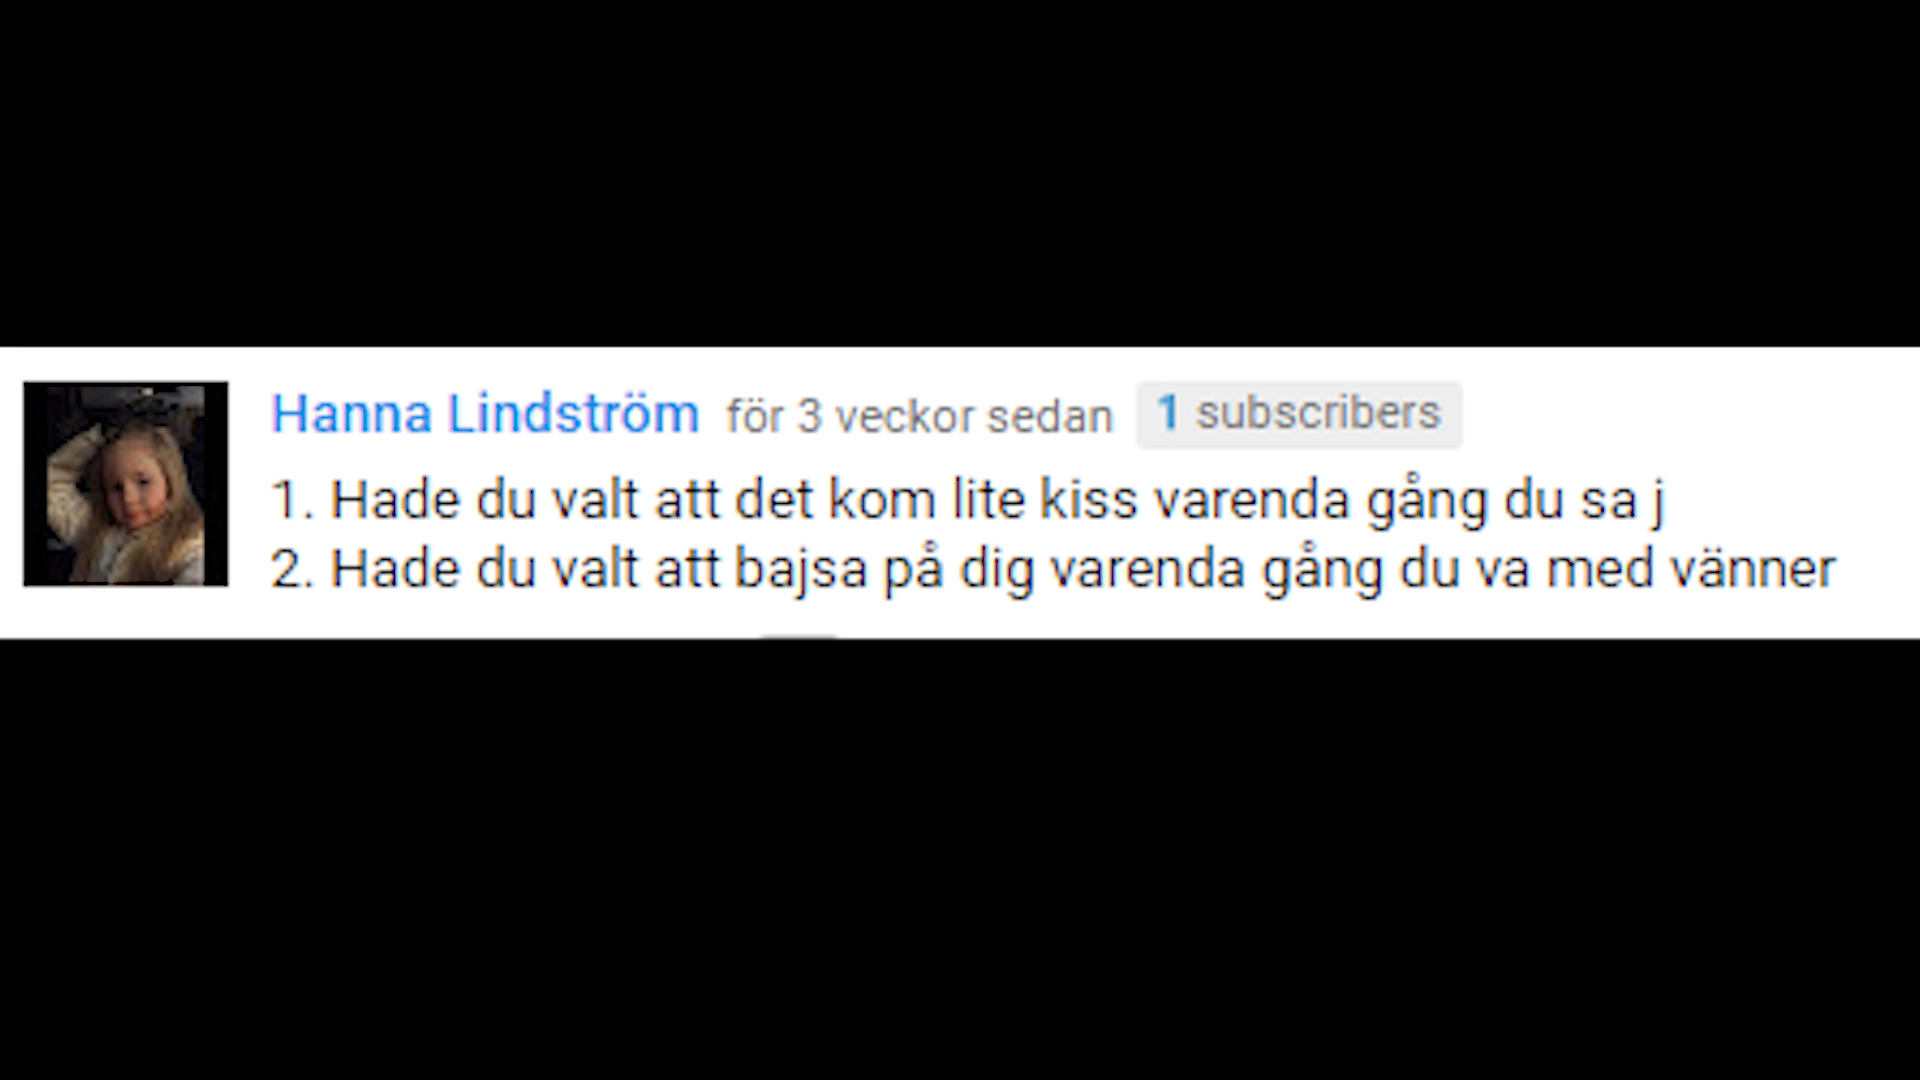 Hanna Lindström för 3 veckor sedan 1 subscribers
1. Hade du valt att det kom lite kiss varenda gång du sa j
2. Hade du valt att bajsa på dig varenda gång du va med vänner